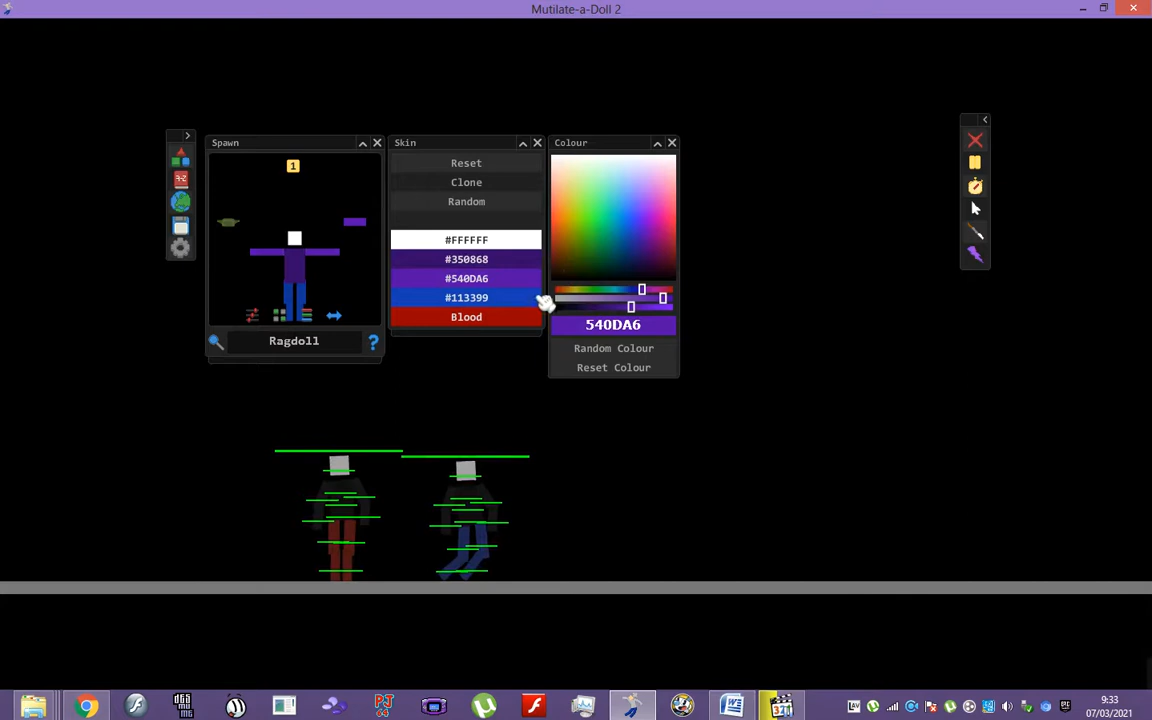 Mutilate-a-Doll 2
Spawn
1
Ragdoll
?
Skin
Reset
Clone
Random
#FFFFFF
#350868
#540DA6
#113399
Blood
Colour
540DA6
Random Colour
Reset Colour
9:33
07/03/2021